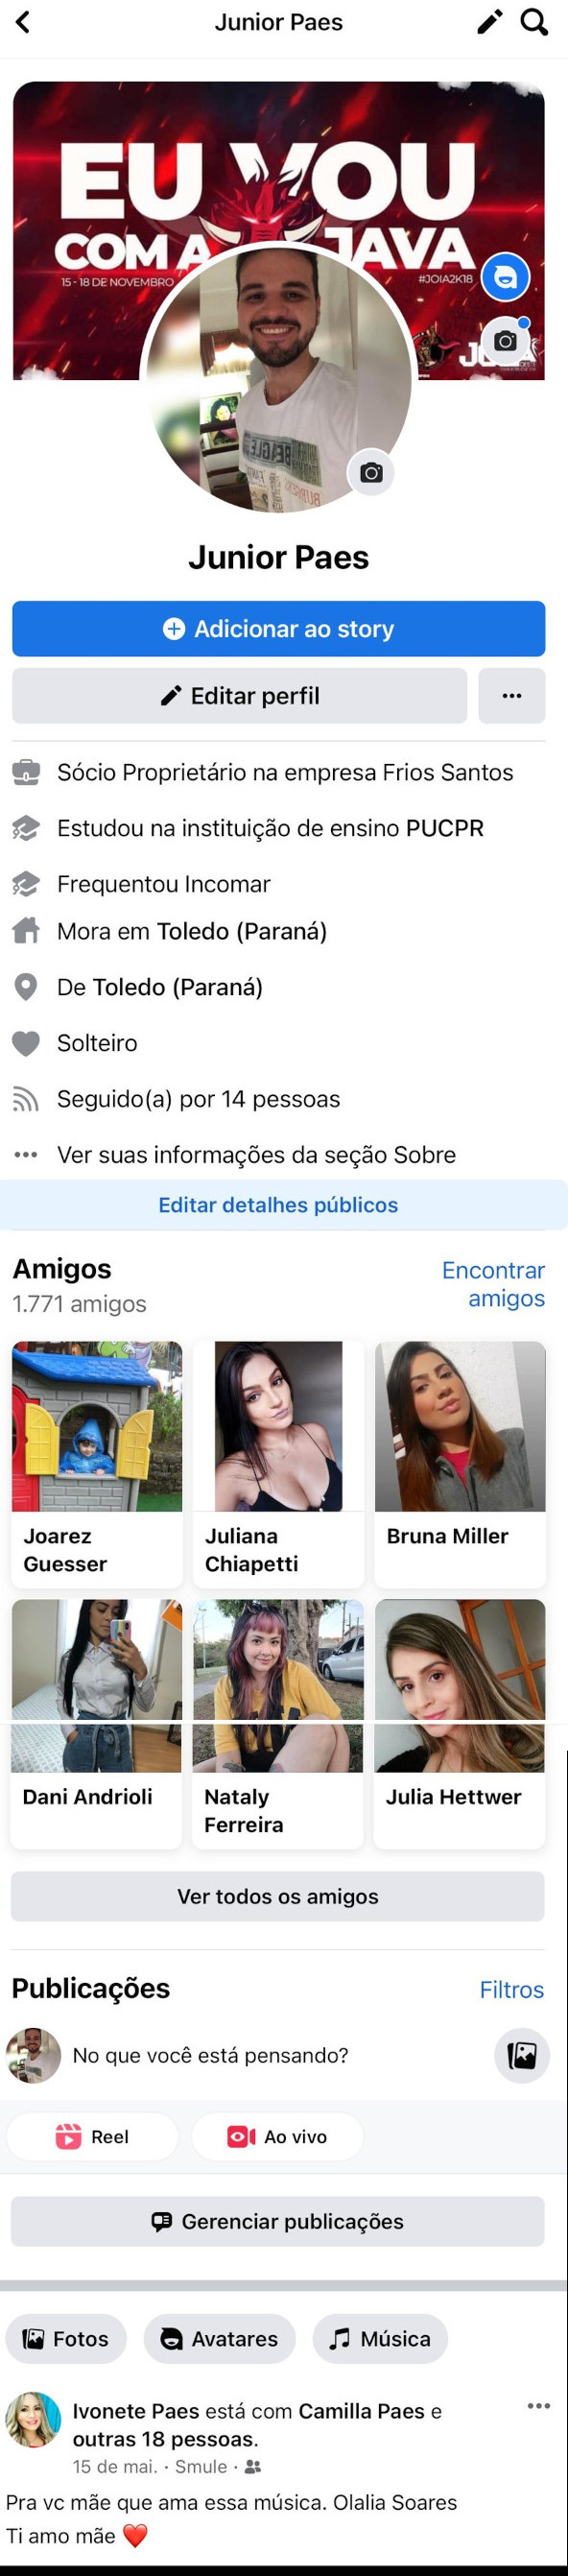 Junior Paes
EU VOU
COM A JAVA
15 - 18 DE NOVEMBRO
#JOIA2K18
Junior Paes
Adicionar ao story
Editar perfil
Sócio Proprietário na empresa Frios Santos
Estudou na instituição de ensino PUCPR
Frequentou Incomar
Mora em Toledo (Paraná)
De Toledo (Paraná)
Solteiro
Seguido(a) por 14 pessoas
Ver suas informações da seção Sobre
Editar detalhes públicos
Amigos
Encontrar
amigos
1.771 amigos
Joarez
Guesser
Juliana
Chiapetti
Bruna Miller
Dani Andrioli
Nataly
Ferreira
Julia Hettwer
Ver todos os amigos
Publicações
Filtros
No que você está pensando?
Reel
Ao vivo
Gerenciar publicações
Fotos
Avatares
Música
Ivonete Paes está com Camilla Paes e
outras 18 pessoas.
15 de mai. · Smule ·
Pra vc mãe que ama essa música. Olalia Soares
Ti amo mãe ❤️